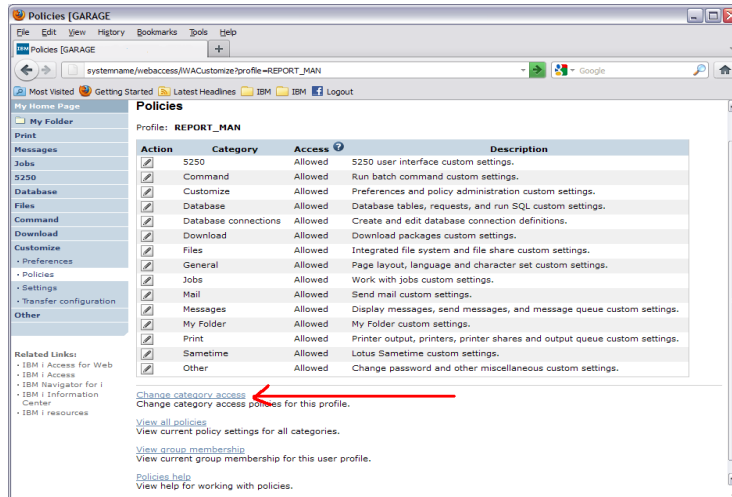 Policies [GARAGE
File Edit View History Bookmarks Tools Help
IBM Policies [GARAGE +
systemname/webaccess/iWACustomize?profile=REPORT_MAN Google
Most Visited Getting Started Latest Headlines IBM IBM Logout
My Home Page
My Folder
Print
Messages
Jobs
5250
Database
Files
Command
Download
Customize
• Preferences
• Policies
• Settings
• Transfer configuration
Other
Related Links:
• IBM i Access for Web
• IBM i Access
• IBM Navigator for i
• IBM i Information
Center
• IBM i resources
Policies
Profile: REPORT_MAN
Action Category Access ? Description
5250 Allowed 5250 user interface custom settings.
Command Allowed Run batch command custom settings.
Customize Allowed Preferences and policy administration custom settings.
Database Allowed Database tables, requests, and run SQL custom settings.
Database connections Allowed Create and edit database connection definitions.
Download Allowed Download packages custom settings.
Files Allowed Integrated file system and file share custom settings.
General Allowed Page layout, language and character set custom settings.
Jobs Allowed Work with jobs custom settings.
Mail Allowed Send mail custom settings.
Messages Allowed Display messages, send messages, and message queue custom settings.
My Folder Allowed My Folder custom settings.
Print Allowed Printer output, printers, printer shares and output queue custom settings.
Sametime Allowed Lotus Sametime custom settings.
Other Allowed Change password and other miscellaneous custom settings.
Change category access
Change category access policies for this profile.
View all policies
View current policy settings for all categories.
View group membership
View current group membership for this user profile.
Policies help
View help for working with policies.